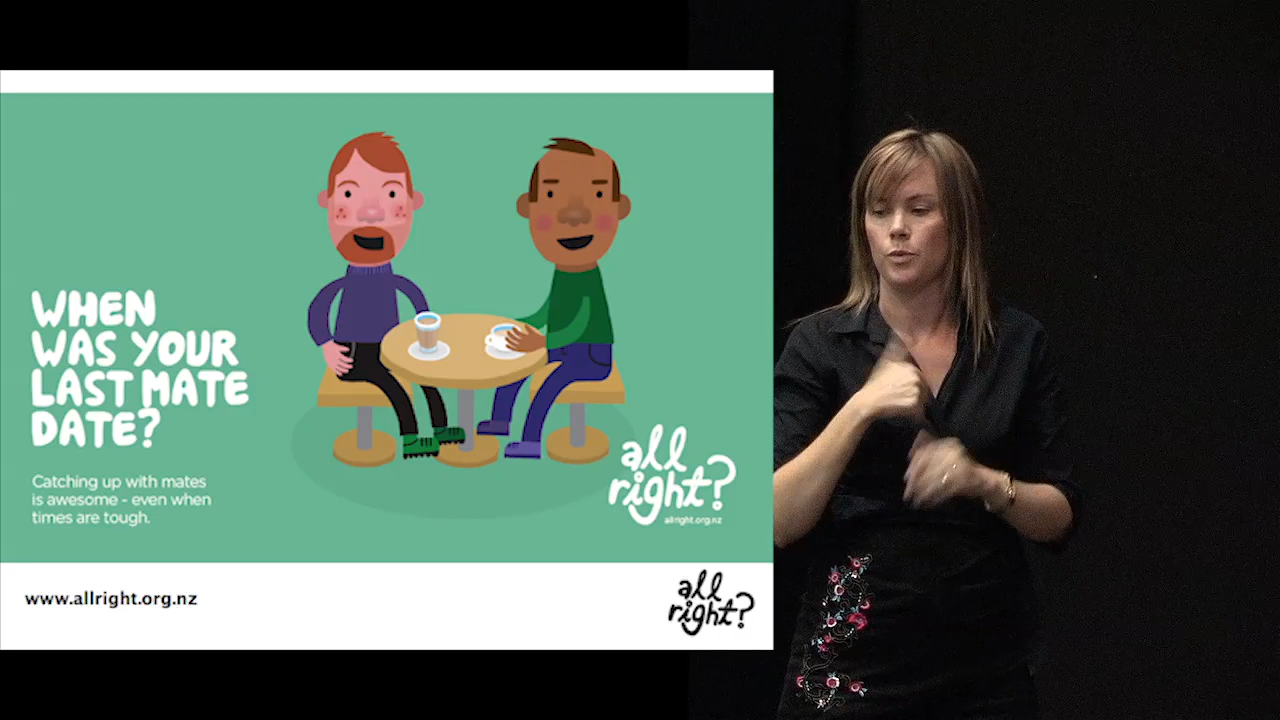 WHEN
WAS YOUR
LAST MATE
DATE?
Catching up with mates
is awesome - even when
times are tough.
all
right?
allright.org.nz
www.allright.org.nz
all
right?